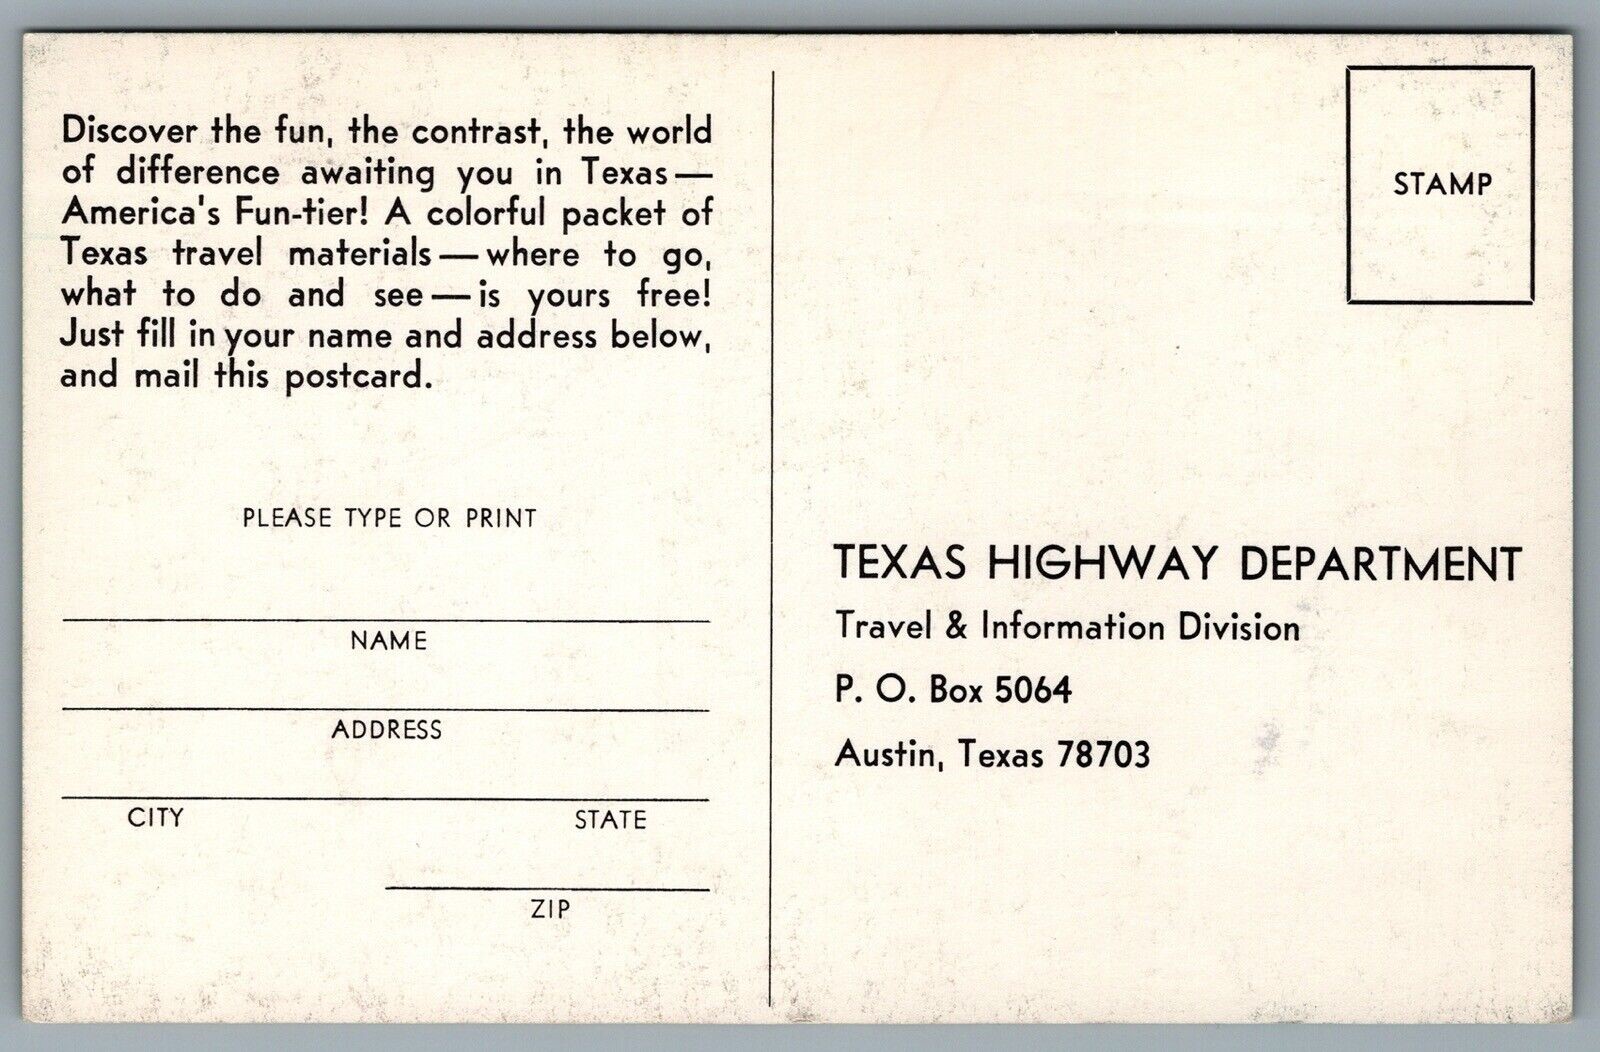 Discover the fun, the contrast, the world
of difference awaiting you in Texas—
America's Fun-tier! A colorful packet of
Texas travel materials—where to go,
what to do and see—is yours free!
Just fill in your name and address below,
and mail this postcard.
PLEASE TYPE OR PRINT
NAME
ADDRESS
CITY STATE
ZIP
STAMP
TEXAS HIGHWAY DEPARTMENT
Travel & Information Division
P. O. Box 5064
Austin, Texas 78703